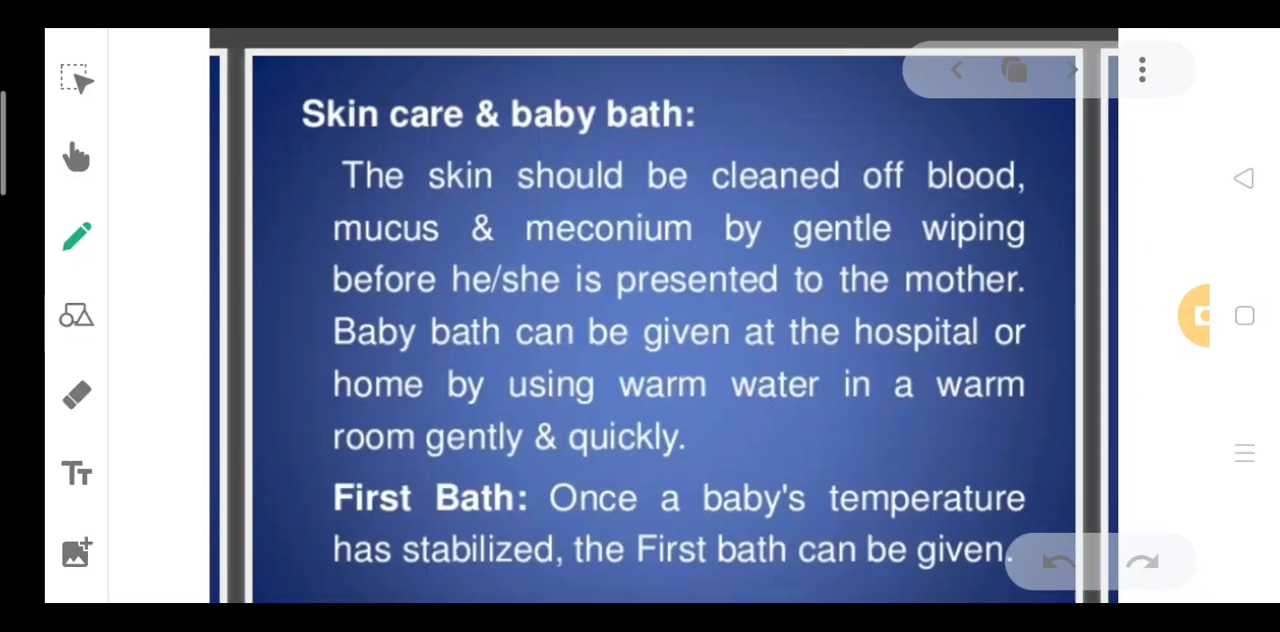 Skin care & baby bath:
The skin should be cleaned off blood,
mucus & meconium by gentle wiping
before he/she is presented to the mother.
Baby bath can be given at the hospital or
home by using warm water in a warm
room gently & quickly.
First Bath: Once a baby's temperature
has stabilized, the First bath can be given.
TT